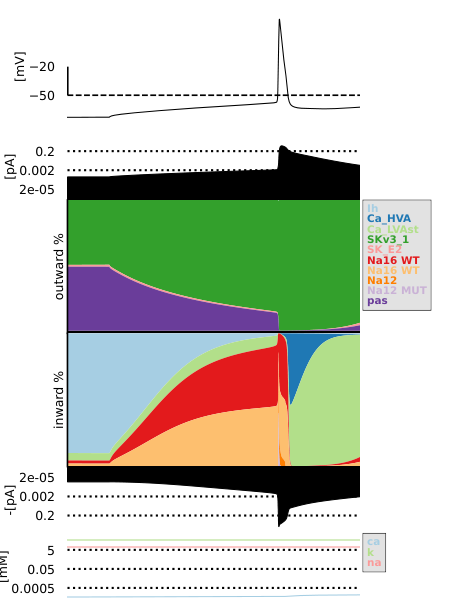 [mV]
−20
−50
[pA]
0.2
0.002
2e-05
outward %
Ih
Ca_HVA
Ca_LVAst
SKv3_1
SK_E2
Na16 WT
Na16 WT
Na12
Na12 MUT
pas
inward %
-[pA]
2e-05
0.002
0.2
[mM]
5
0.05
0.0005
ca
k
na